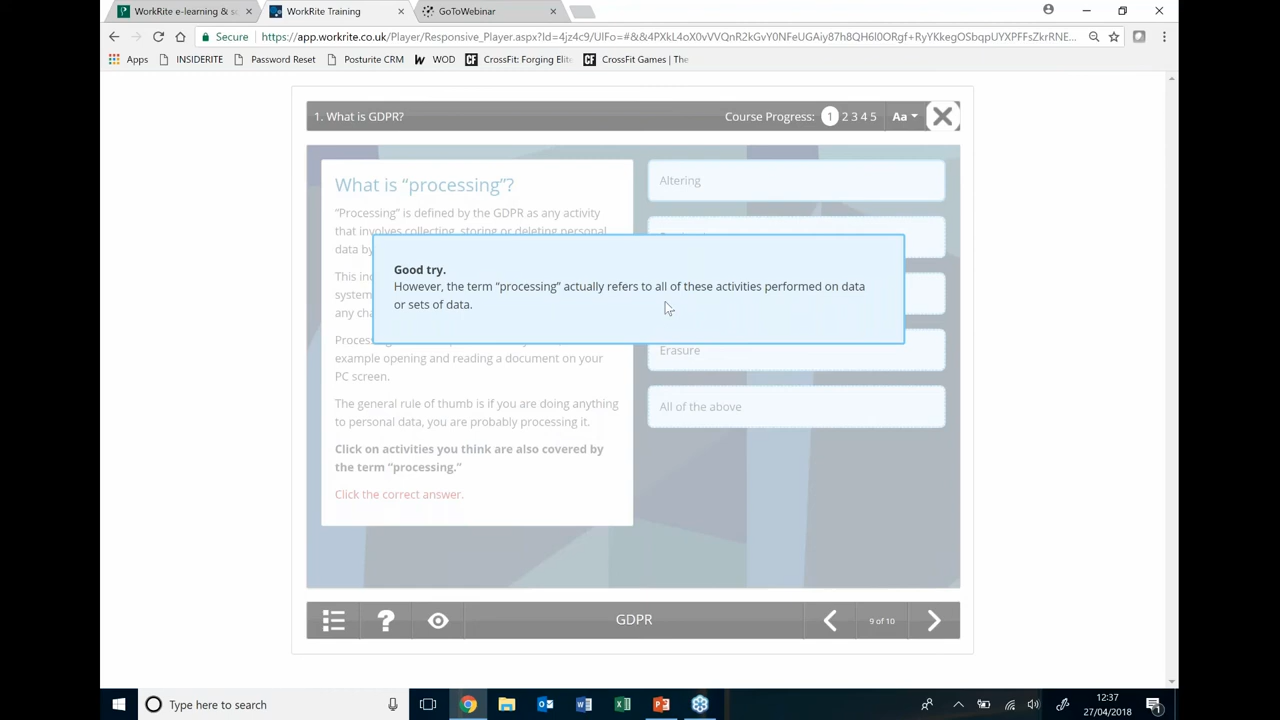 WorkRite e-learning & s
WorkRite Training
GoToWebinar
Secure
https://app.workrite.co.uk/Player/Responsive_Player.aspx?Id=4jz4c9/UIFo=#&&4PXkL4oX0vVVQnR2kGvY0NFeUGAiy87h8QH6l0ORgf+RyYKkegOSbqpUYXPFFsZkrRNE...
Apps
INSIDERITE
Password Reset
Posturite CRM
WOD
CrossFit: Forging Elit
CrossFit Games | The
1. What is GDPR?
Course Progress: 1 2 3 4 5
Aa
What is “processing”?
“Processing” is defined by the GDPR as any activity
that involves collecting, storing or deleting personal
data by
This inc
system
any cha
Process
example opening and reading a document on your
PC screen.
The general rule of thumb is if you are doing anything
to personal data, you are probably processing it.
Click on activities you think are also covered by
the term “processing.”
Click the correct answer.
Altering
Erasure
All of the above
Good try.
However, the term “processing” actually refers to all of these activities performed on data
or sets of data.
?
GDPR
9 of 10
Type here to search
12:37
27/04/2018